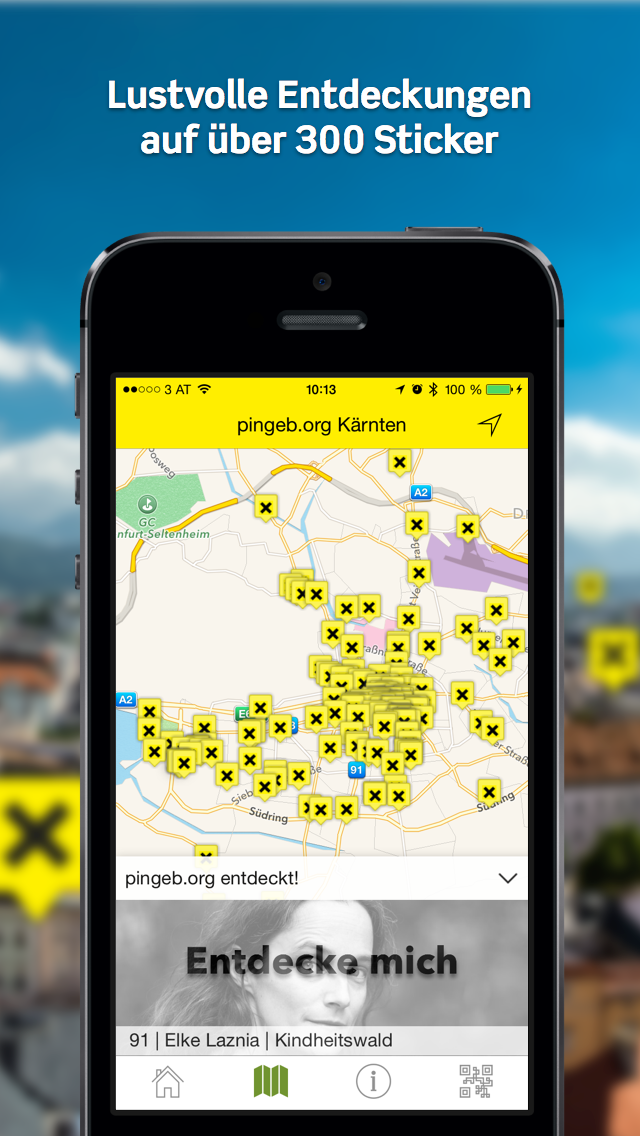 Lustvolle Entdeckungen
auf über 300 Sticker
3 AT
10:13
100 %
pingeb.org Kärnten
A2
GC
nfurt-Seltenheim
A2
91
Südring
pingeb.org entdeckt!
Entdecke mich
91 | Elke Laznia | Kindheitswald